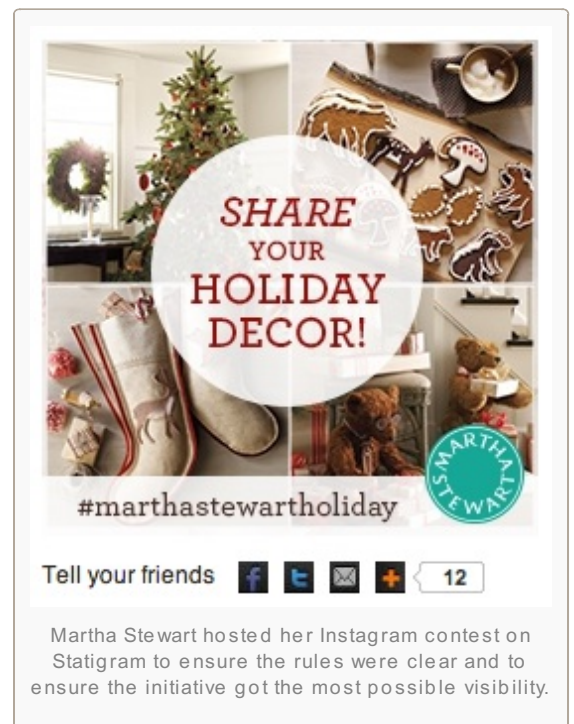 SHARE
YOUR
HOLIDAY
DECOR!
MARTHA
STEWART
#marthastewartholiday
Tell your friends
12
Martha Stewart hosted her Instagram contest on
Statigram to ensure the rules were clear and to
ensure the initiative got the most possible visibility.